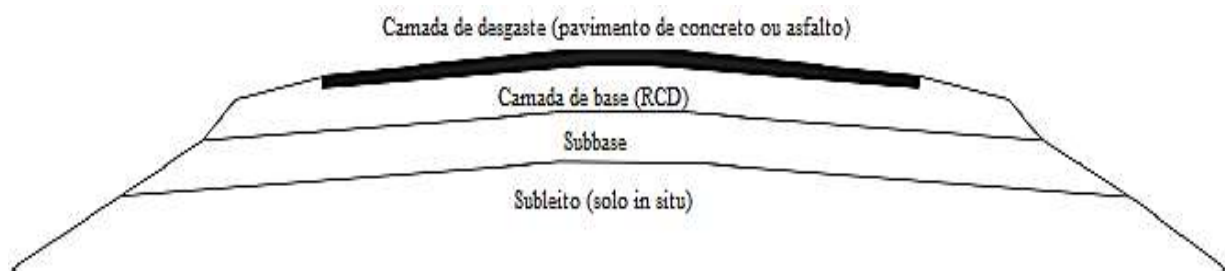 Camada de desgaste (pavimento de concreto ou asfalto)
Camada de base (RCD)
Subbase
Subleito (solo in situ)